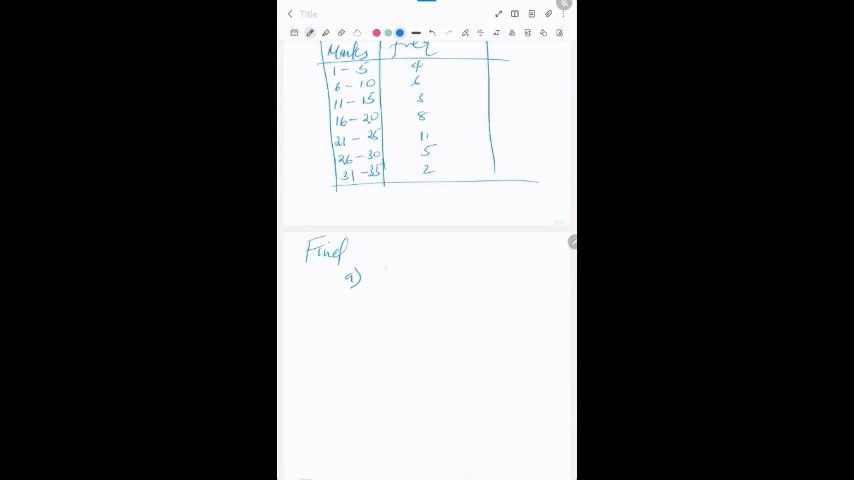 Title
Marks Freq
1 - 5 4
6 - 10 6
11 - 15 3
16 - 20 8
21 - 25 11
26 - 30 5
31 - 35 2
Find
a)